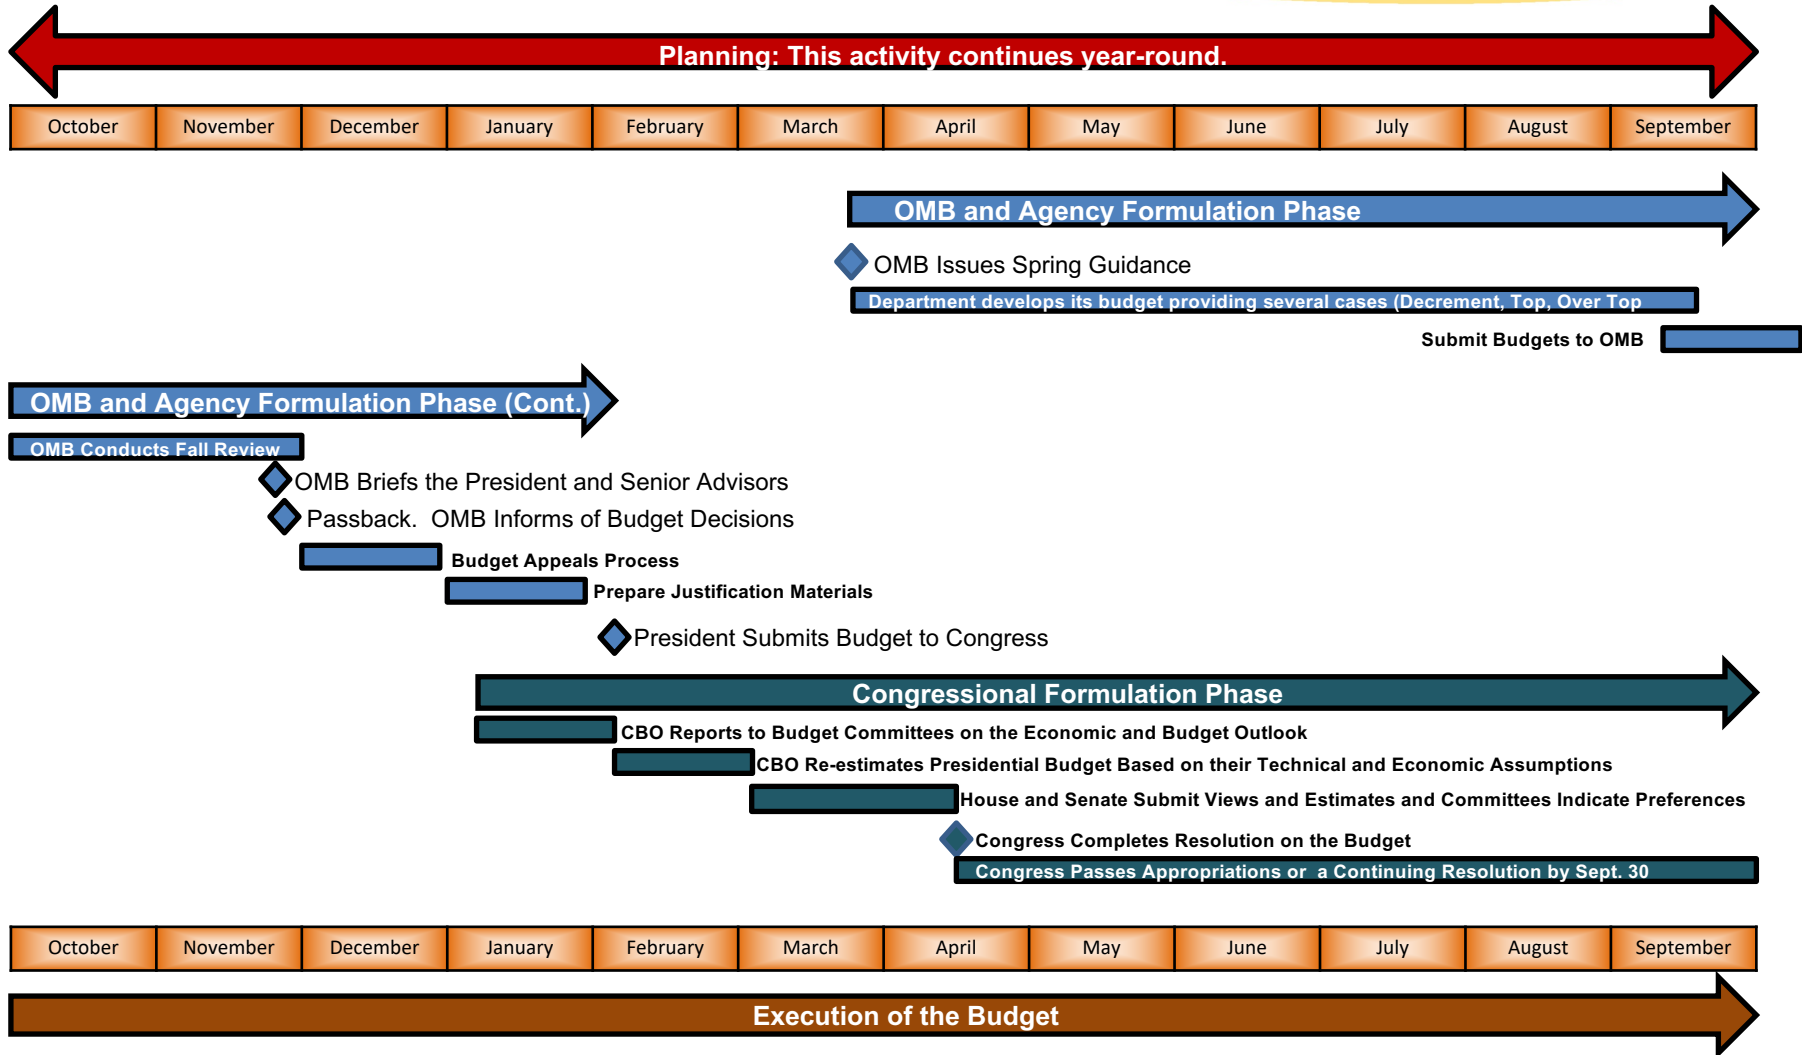 Planning: This activity continues year-round.
October November December January February March April May June July August September
OMB and Agency Formulation Phase
OMB Issues Spring Guidance
Department develops its budget providing several cases (Decrement, Top, Over Top
Submit Budgets to OMB
OMB and Agency Formulation Phase (Cont.)
OMB Conducts Fall Review
OMB Briefs the President and Senior Advisors
Passback.  OMB Informs of Budget Decisions
Budget Appeals Process
Prepare Justification Materials
President Submits Budget to Congress
Congressional Formulation Phase
CBO Reports to Budget Committees on the Economic and Budget Outlook
CBO Re-estimates Presidential Budget Based on their Technical and Economic Assumptions
House and Senate Submit Views and Estimates and Committees Indicate Preferences
Congress Completes Resolution on the Budget
Congress Passes Appropriations or  a Continuing Resolution by Sept. 30
October November December January February March April May June July August September
Execution of the Budget